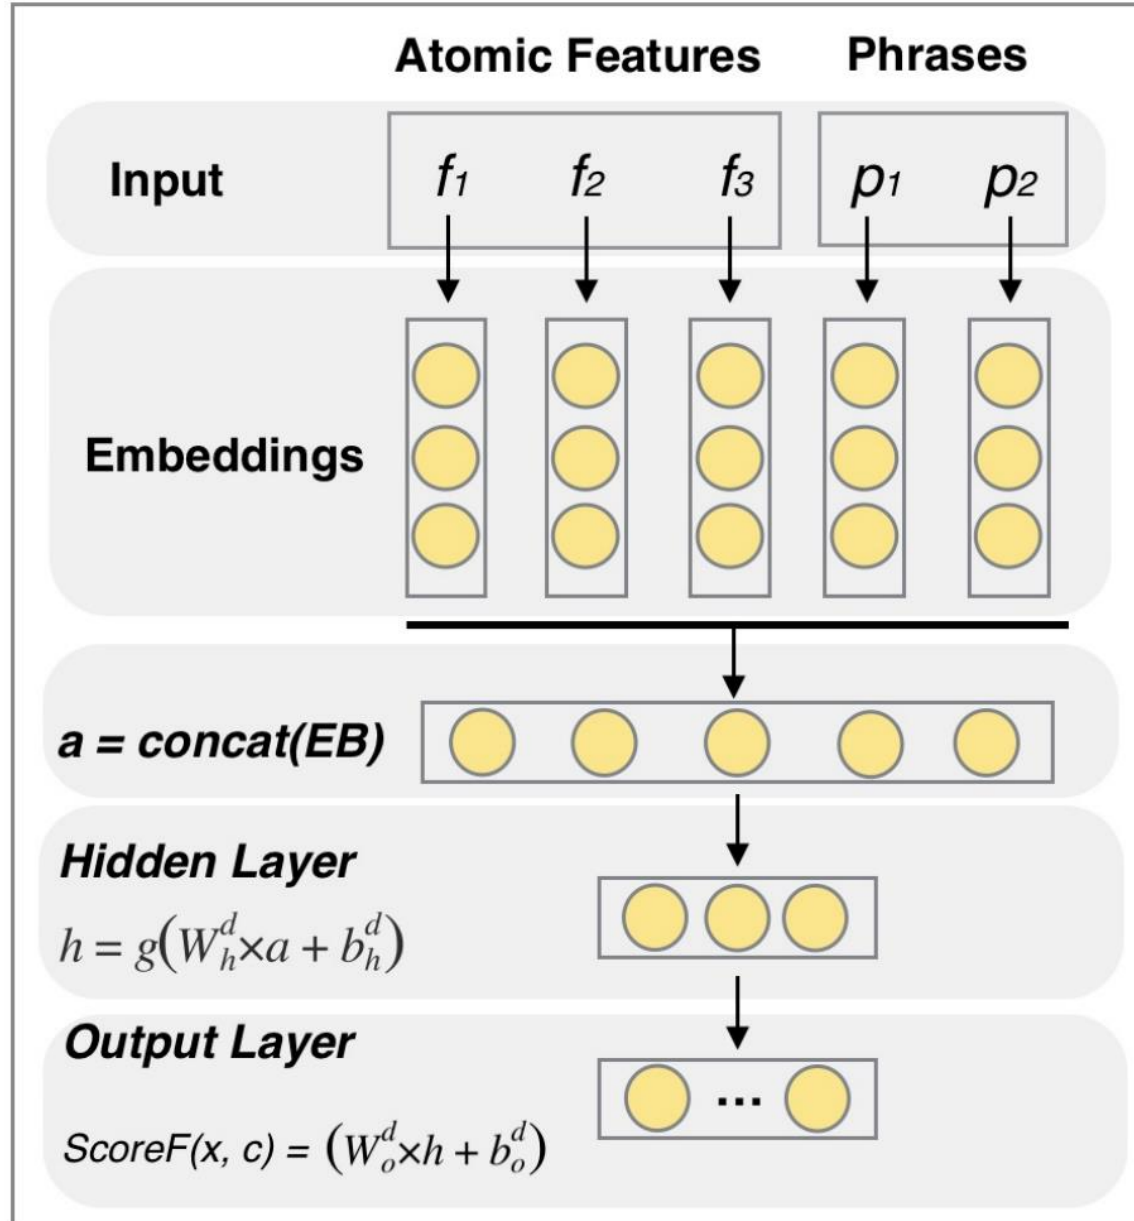 Atomic Features Phrases
Input f1 f2 f3 p1 p2
Embeddings
a = concat(EB)
Hidden Layer
h = g(W_h^d×a + b_h^d)
Output Layer
...
ScoreF(x, c) = (W_o^d×h + b_o^d)